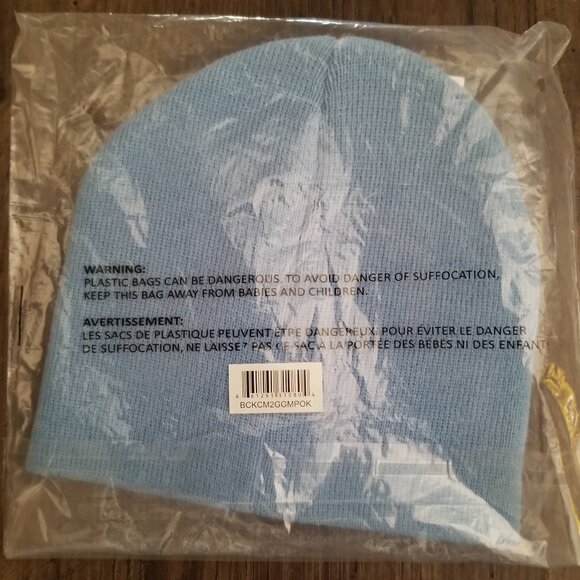 WARNING:
PLASTIC BAGS CAN BE DANGEROUS. TO AVOID DANGER OF SUFFOCATION,
KEEP THIS BAG AWAY FROM BABIES AND CHILDREN.
AVERTISSEMENT:
LES SACS DE PLASTIQUE PEUVENT ÊTRE DANGEREUX. POUR ÉVITER LE DANGER
DE SUFFOCATION, NE LAISSE PAS CE SAC À LA PORTÉE DES BÉBÉS NI DES ENFANT
BCKCM2GGMPOK